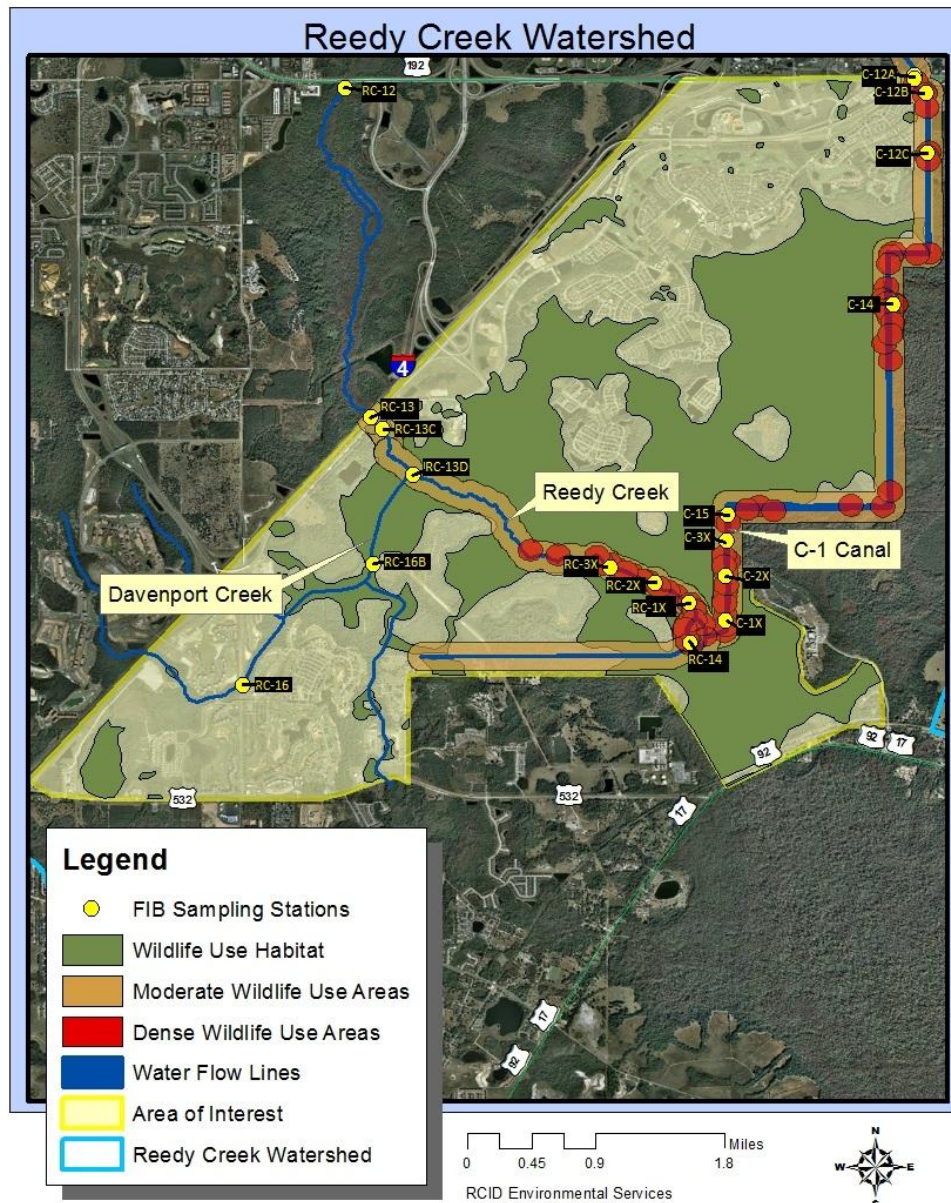 Reedy Creek Watershed
192
RC-12
C-12A
C-12B
C-12C
C-14
4
RC-13
RC-13C
RC-13D
Reedy Creek
C-15
C-3X
C-1 Canal
RC-3X
RC-16B
C-2X
RC-2X
Davenport Creek
RC-1X
C-1X
RC-14
RC-16
92
92
17
532
532
17
17
92
Legend
FIB Sampling Stations
Wildlife Use Habitat
Moderate Wildlife Use Areas
Dense Wildlife Use Areas
Water Flow Lines
Area of Interest
Reedy Creek Watershed
Miles
0 0.45 0.9 1.8
RCID Environmental Services
N
W E
S